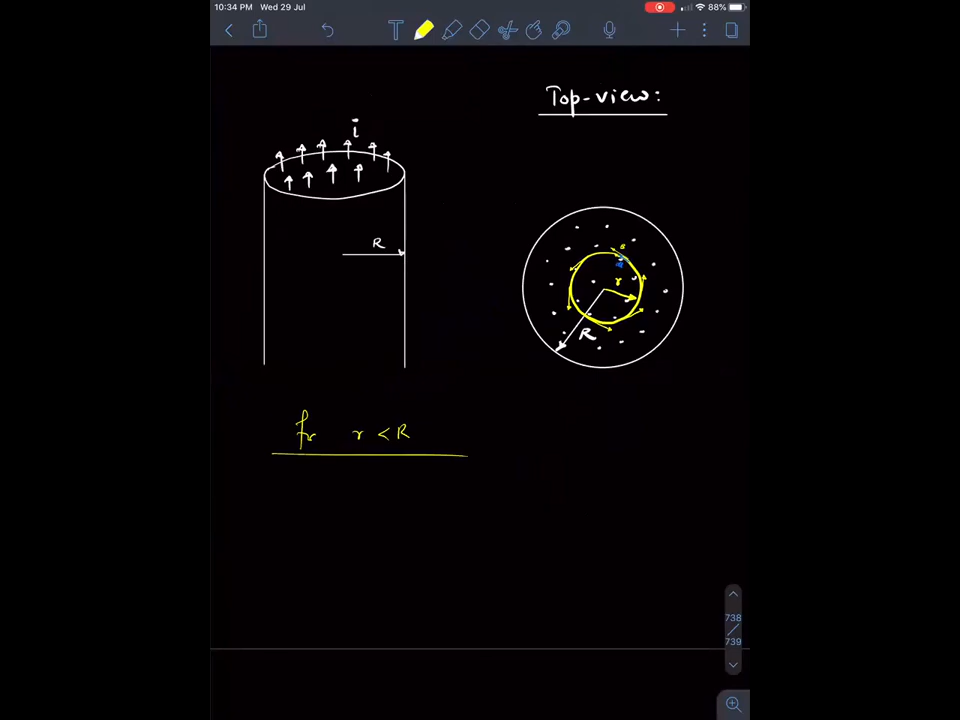 10:34 PM Wed 29 Jul 88%
Top-view:
i
R
r
R
for r < R
738
739